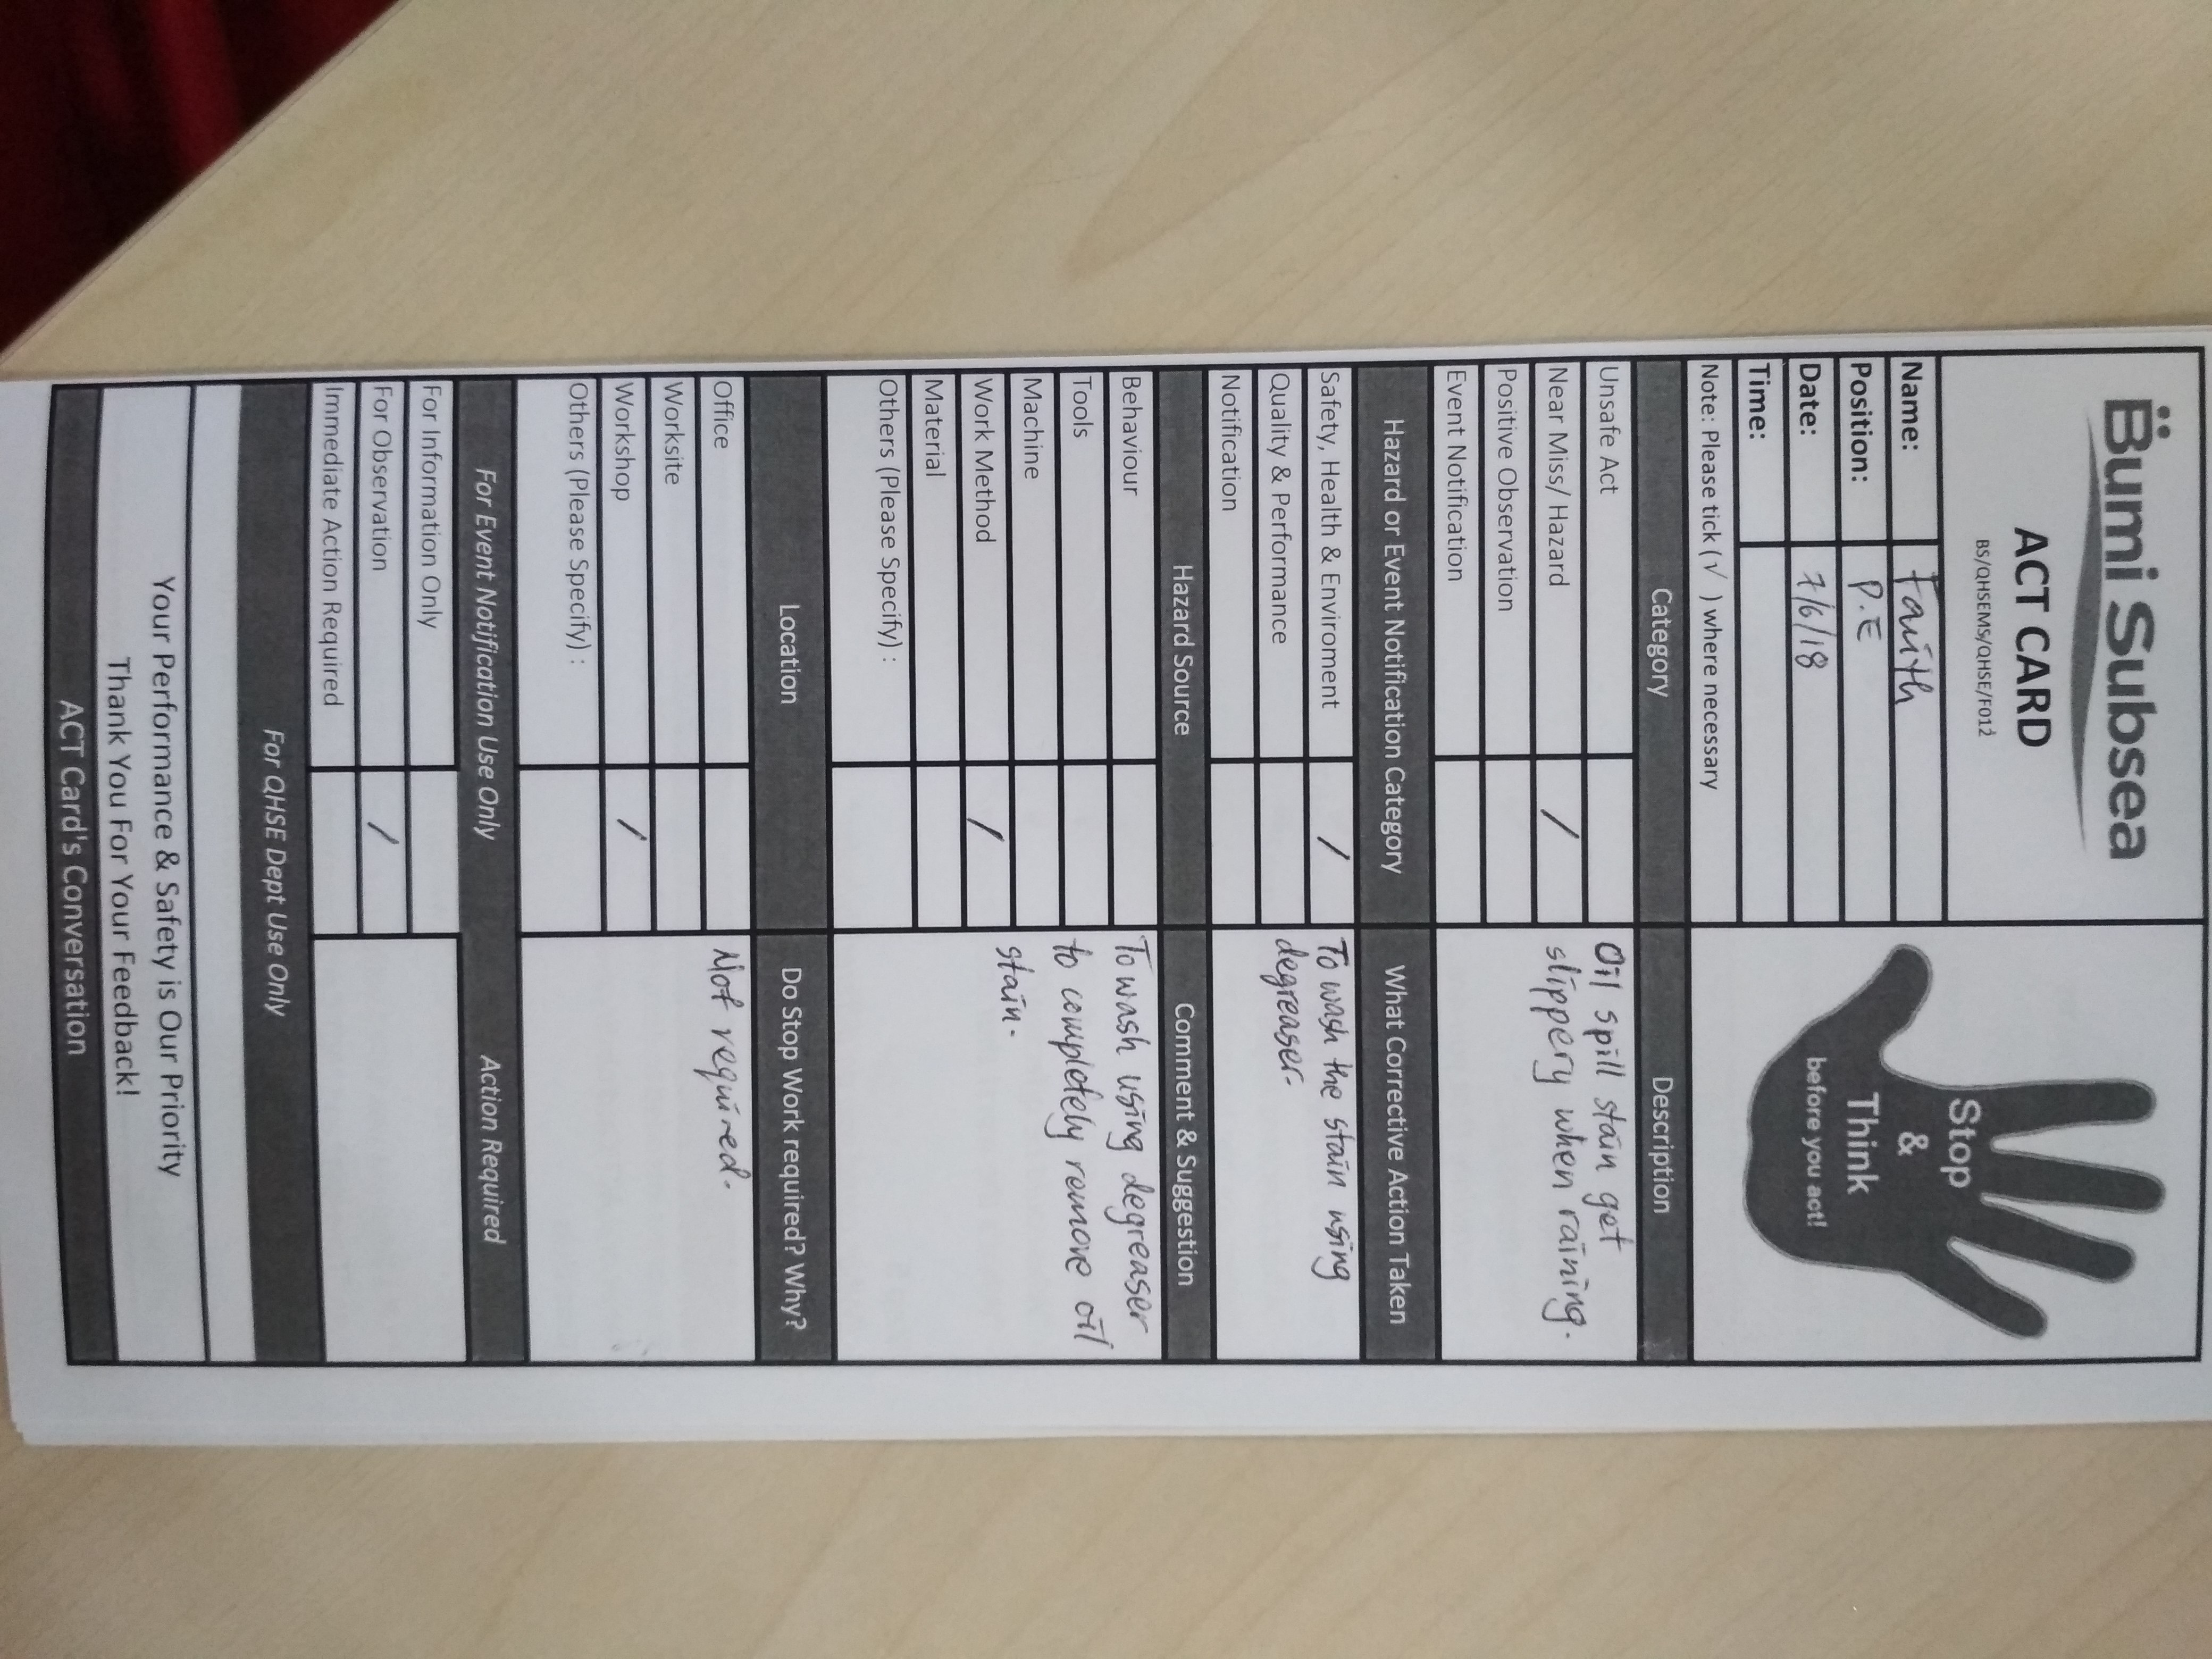 Bumi Subsea
ACT CARD
BS/QHSEMS/QHSE/F012
Stop
&
Think
before you act!
Name: Faith
Position: P.E
Date: 7/6/18
Time:
Note: Please tick (√ ) where necessary
Category Description
Unsafe Act
Near Miss/ Hazard /
Positive Observation
Event Notification
Oil spill stain get
slippery when raining.
Hazard or Event Notification Category What Corrective Action Taken
Safety, Health & Enviroment /
Quality & Performance
Notification
To wash the stain using
degreaser.
Hazard Source Comment & Suggestion
Behaviour
Tools
Machine
Work Method /
Material
Others (Please Specify) :
To wash using degreaser
to completely remove oil
stain.
Location Do Stop Work required? Why?
Office
Worksite
Workshop /
Others (Please Specify) :
Not required.
For Event Notification Use Only Action Required
For Information Only
For Observation /
Immediate Action Required
For QHSE Dept Use Only
Your Performance & Safety is Our Priority
Thank You For Your Feedback!
ACT Card's Conversation